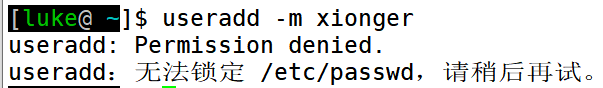 [luke@ ~]$ useradd -m xionger
useradd: Permission denied.
useradd：无法锁定 /etc/passwd，请稍后再试。